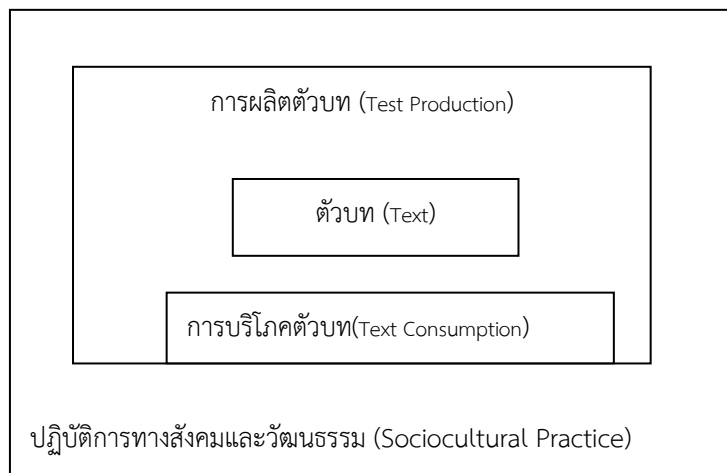 การผลิตตัวบท (Test Production)
ตัวบท (Text)
การบริโภคตัวบท(Text Consumption)
ปฏิบัติการทางสังคมและวัฒนธรรม (Sociocultural Practice)